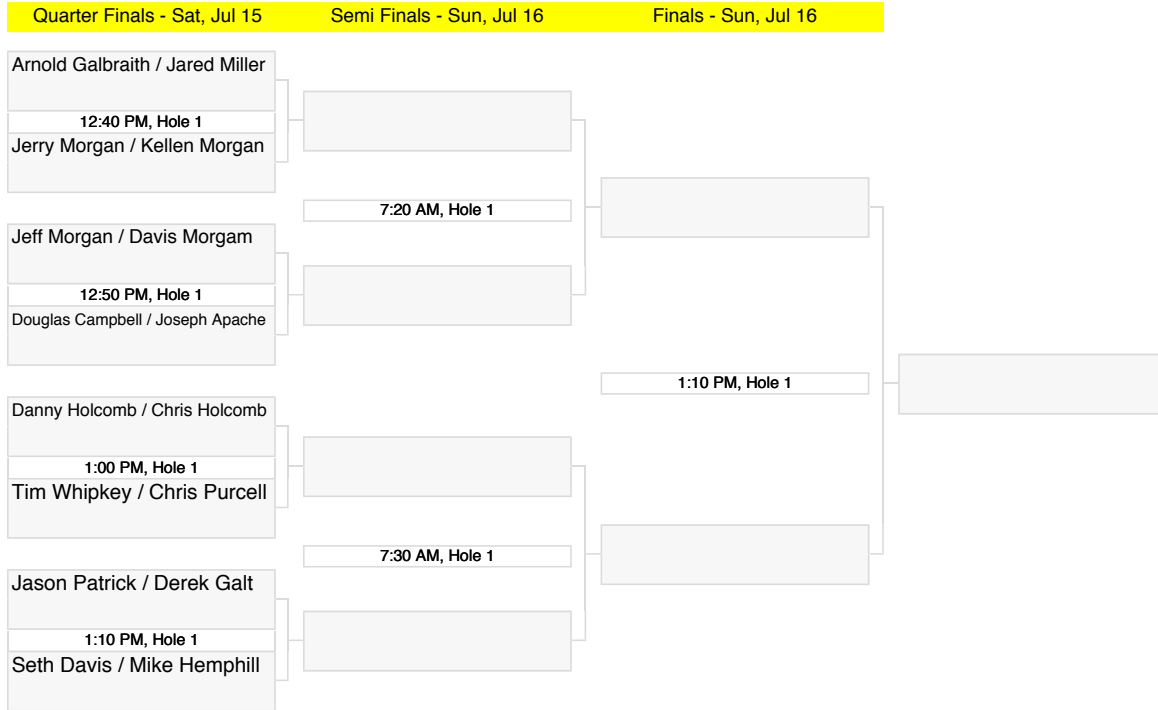 Quarter Finals - Sat, Jul 15
Semi Finals - Sun, Jul 16
Finals - Sun, Jul 16
Arnold Galbraith / Jared Miller
12:40 PM, Hole 1
Jerry Morgan / Kellen Morgan
7:20 AM, Hole 1
Jeff Morgan / Davis Morgam
12:50 PM, Hole 1
Douglas Campbell / Joseph Apache
1:10 PM, Hole 1
Danny Holcomb / Chris Holcomb
1:00 PM, Hole 1
Tim Whipkey / Chris Purcell
7:30 AM, Hole 1
Jason Patrick / Derek Galt
1:10 PM, Hole 1
Seth Davis / Mike Hemphill